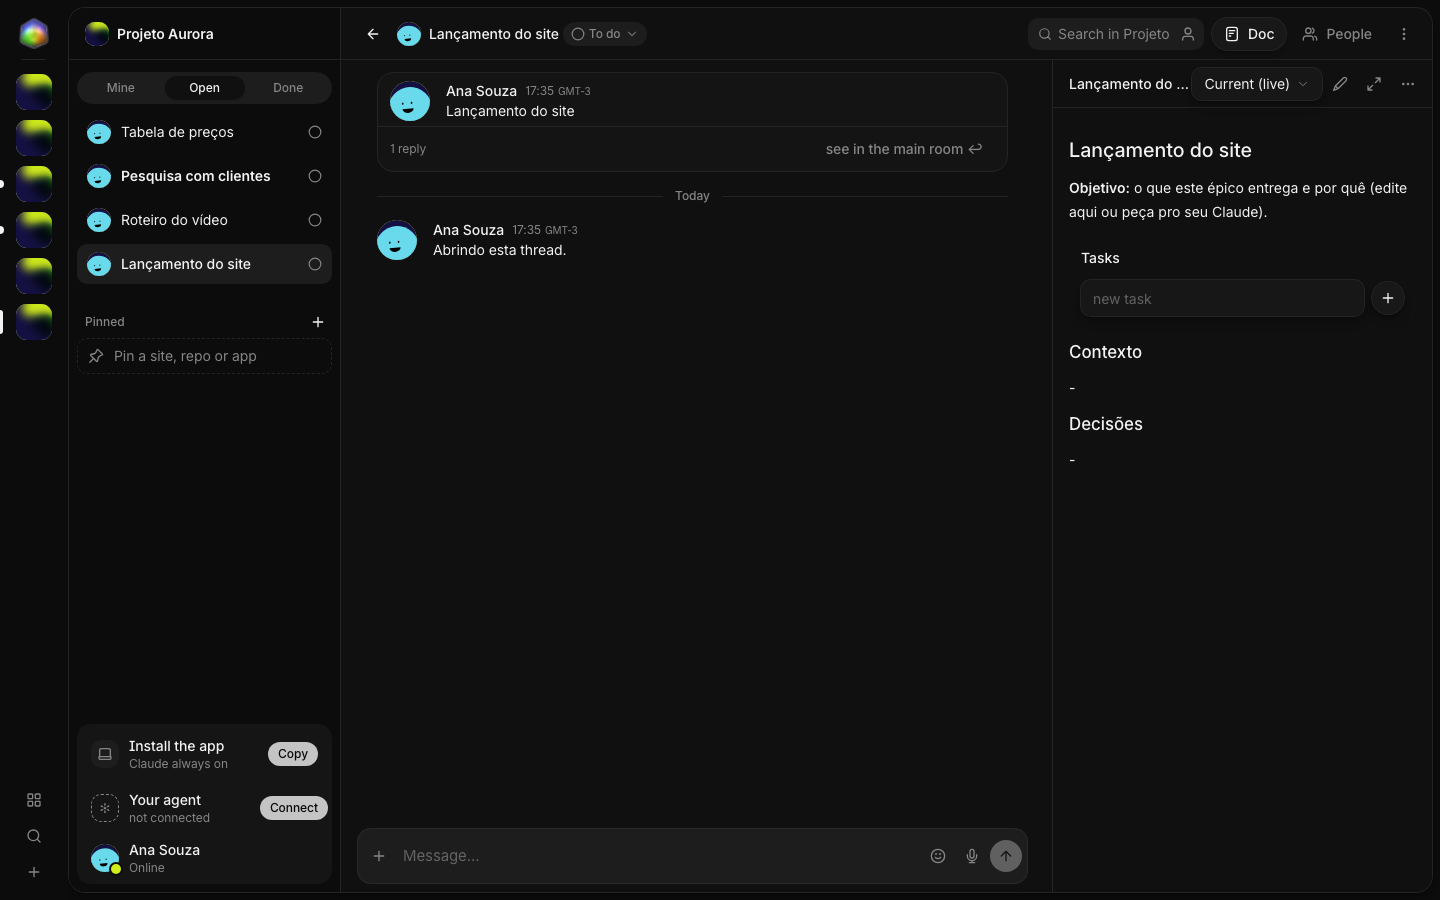 Projeto Aurora
Lançamento do site
To do
Search in Projeto
Doc
People
Mine
Open
Done
Tabela de preços
Pesquisa com clientes
Roteiro do vídeo
Lançamento do site
Pinned
Pin a site, repo or app
Install the app
Claude always on
Copy
Your agent
not connected
Connect
Ana Souza
Online
Ana Souza 17:35 GMT-3
Lançamento do site
1 reply
see in the main room
Today
Ana Souza 17:35 GMT-3
Abrindo esta thread.
Message...
Lançamento do ...
Current (live)
Lançamento do site
Objetivo: o que este épico entrega e por quê (edite
aqui ou peça pro seu Claude).
Tasks
new task
Contexto
-
Decisões
-